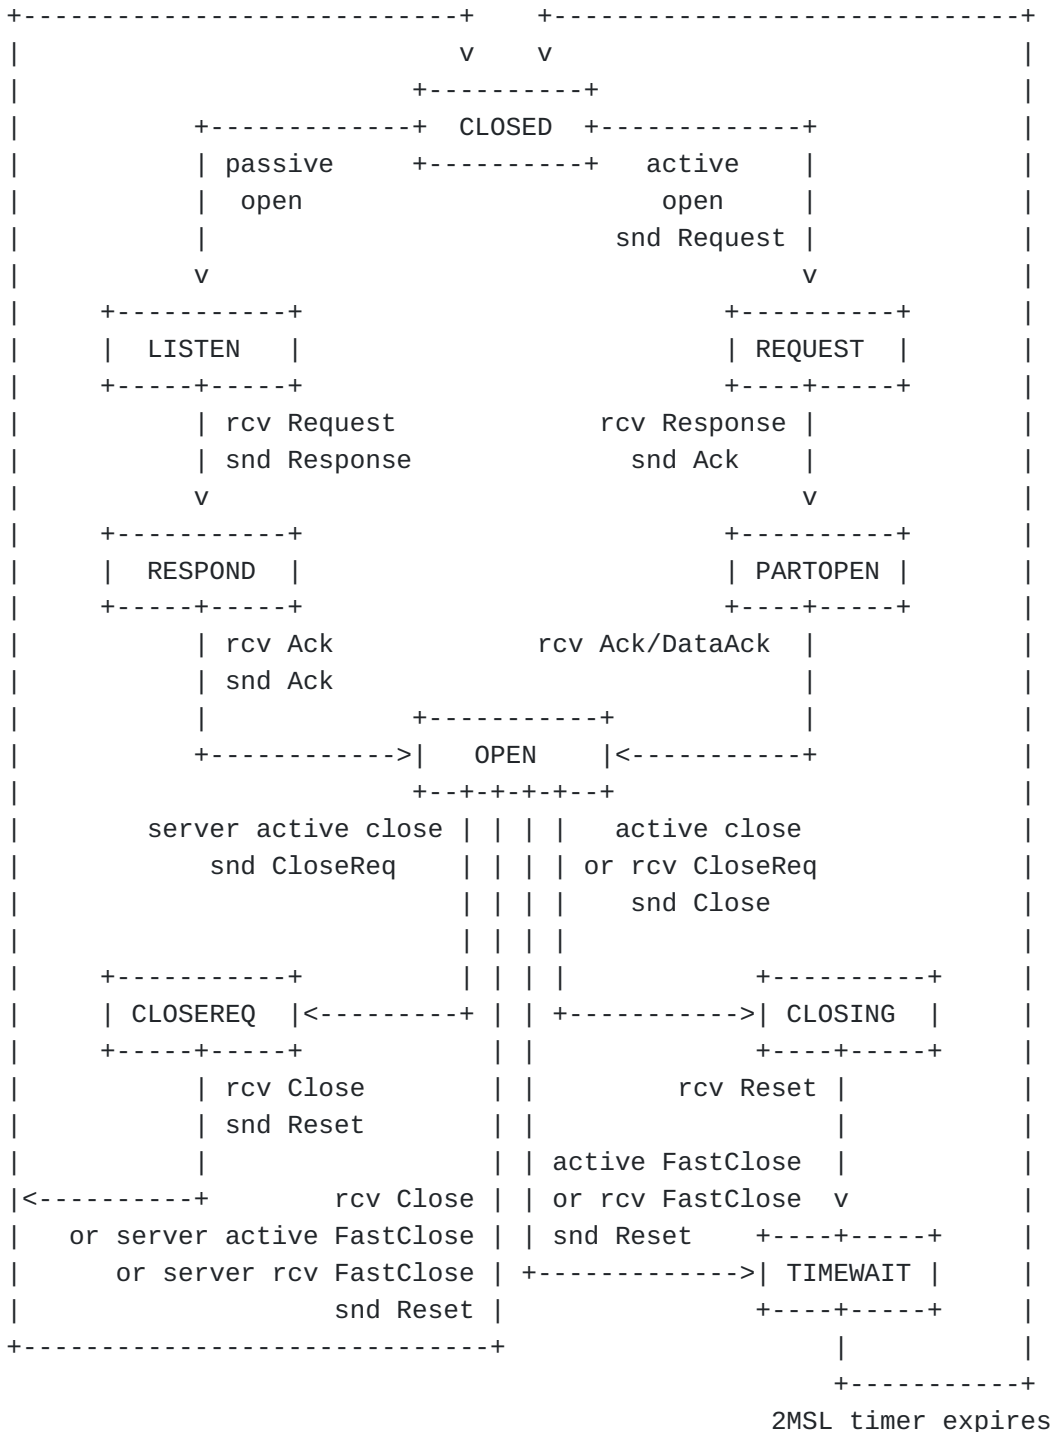 +----------------------------+    +------------------------------+
|                            v    v                              |
|                         +----------+                           |
|           +-------------+  CLOSED  +-------------+             |
|           | passive     +----------+   active    |             |
|           |  open                       open     |             |
|           |                          snd Request |             |
|           v                                      v             |
|     +-----------+                           +----------+       |
|     |  LISTEN   |                           | REQUEST  |       |
|     +-----+-----+                           +----+-----+       |
|           | rcv Request             rcv Response |             |
|           | snd Response              snd Ack    |             |
|           v                                      v             |
|     +-----------+                           +----------+       |
|     |  RESPOND  |                           | PARTOPEN |       |
|     +-----+-----+                           +----+-----+       |
|           | rcv Ack             rcv Ack/DataAck  |             |
|           | snd Ack                              |             |
|           |             +-----------+            |             |
|           +------------>|   OPEN    |<-----------+             |
|                         +--+-+-+-+--+                          |
|        server active close | | | |   active close              |
|            snd CloseReq    | | | | or rcv CloseReq             |
|                            | | | |    snd Close                |
|                            | | | |                             |
|     +-----------+          | | | |            +----------+     |
|     | CLOSEREQ  |<---------+ | | +----------->| CLOSING  |     |
|     +-----+-----+            | |              +----+-----+     |
|           | rcv Close        | |         rcv Reset |           |
|           | snd Reset        | |                   |           |
|           |                  | | active FastClose  |           |
|<----------+        rcv Close | | or rcv FastClose  v           |
|   or server active FastClose | | snd Reset    +----+-----+     |
|      or server rcv FastClose | +------------->| TIMEWAIT |     |
|                    snd Reset |                +----+-----+     |
+------------------------------+                     |           |
                                                     +-----------+
                                                 2MSL timer expires